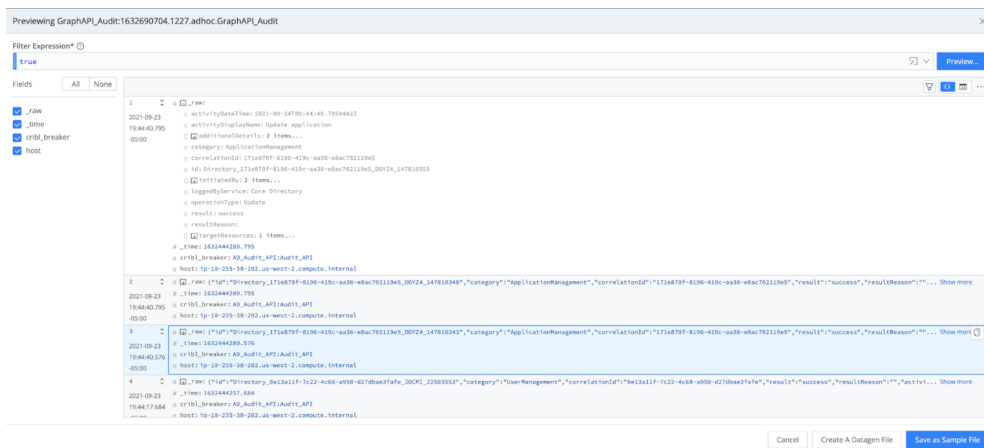 Previewing GraphAPI_Audit:1632690704.1227.adhoc.GraphAPI_Audit
Filter Expression*
true
Preview...
Fields All None
_raw
_time
cribl_breaker
host
1 _raw:
2021-09-23
19:44:40.795
-05:00
activityDateTime: 2021-09-24T00:44:40.7954442Z
activityDisplayName: Update application
additionalDetails: 2 items...
category: ApplicationManagement
correlationId: 171e870f-8196-419c-aa36-e8ac702119e5
id: Directory_171e870f-8196-419c-aa36-e8ac702119e5_DDYZ4_147810355
initiatedBy: 2 items...
loggedByService: Core Directory
operationType: Update
result: success
resultReason:
targetResources: 1 items...
# _time: 1632444280.795
cribl_breaker: AD_Audit_API:Audit_API
host: ip-10-255-38-202.us-west-2.compute.internal
2 _raw: {"id":"Directory_171e870f-8196-419c-aa36-e8ac702119e5_DDYZ4_147810348","category":"ApplicationManagement","correlationId":"171e870f-8196-419c-aa36-e8ac702119e5","result":"success","resultReason":""... Show more
2021-09-23
19:44:40.795
-05:00
# _time: 1632444280.795
cribl_breaker: AD_Audit_API:Audit_API
host: ip-10-255-38-202.us-west-2.compute.internal
3 _raw: {"id":"Directory_171e870f-8196-419c-aa36-e8ac702119e5_DDYZ4_147810243","category":"ApplicationManagement","correlationId":"171e870f-8196-419c-aa36-e8ac702119e5","result":"success","resultReason":""... Show more
2021-09-23
19:44:40.576
-05:00
# _time: 1632444280.576
cribl_breaker: AD_Audit_API:Audit_API
host: ip-10-255-38-202.us-west-2.compute.internal
4 _raw: {"id":"Directory_0e13a11f-7c22-4c68-a998-d27dbae3fafe_JDCMI_22503553","category":"UserManagement","correlationId":"0e13a11f-7c22-4c68-a998-d27dbae3fafe","result":"success","resultReason":"","activi... Show more
2021-09-23
19:44:17.684
# _time: 1632444257.684
cribl_breaker: AD_Audit_API:Audit_API
host: ip-10-255-38-202.us-west-2.compute.internal
Cancel Create A Datagen File Save as Sample File